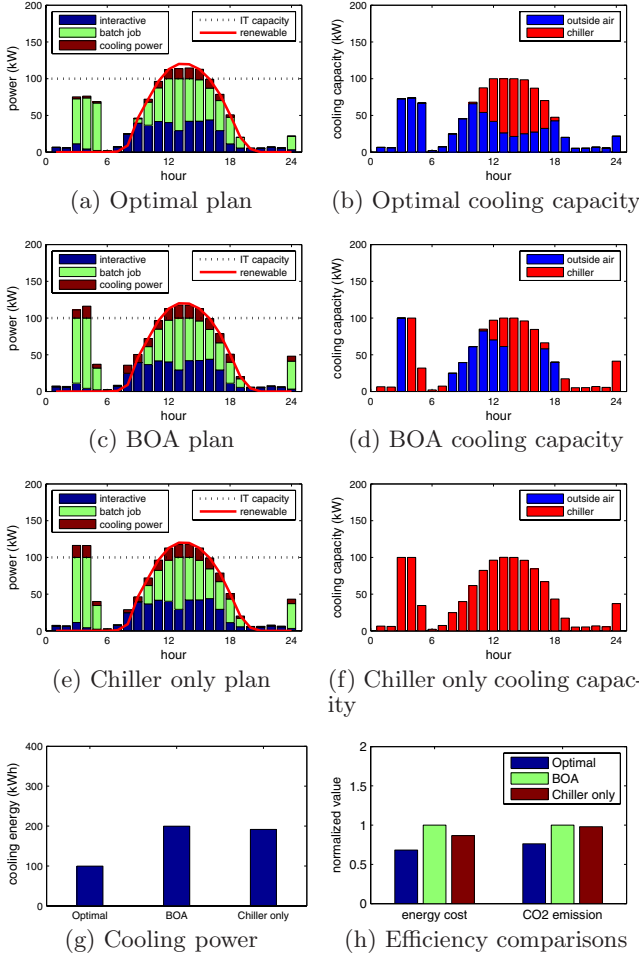 200
150
100
50
0
power (kW)
interactive
batch job
cooling power
IT capacity
renewable
6 12 18 24
hour
(a) Optimal plan
200
150
100
50
0
cooling capacity (kW)
outside air
chiller
0 6 12 18 24
hour
(b) Optimal cooling capacity
200
150
100
50
0
power (kW)
interactive
batch job
cooling power
IT capacity
renewable
6 12 18 24
hour
(c) BOA plan
200
150
100
50
0
cooling capacity (kW)
outside air
chiller
0 6 12 18 24
hour
(d) BOA cooling capacity
200
150
100
50
0
power (kW)
interactive
batch job
cooling power
IT capacity
renewable
6 12 18 24
hour
(e) Chiller only plan
200
150
100
50
0
cooling capacity (kW)
outside air
chiller
0 6 12 18 24
hour
(f) Chiller only cooling capac-
ity
400
300
200
100
0
cooling energy (kWh)
Optimal BOA Chiller only
(g) Cooling power
2
1.5
1
0.5
0
normalized value
Optimal
BOA
Chiller only
energy cost CO2 emission
(h) Efficiency comparisons